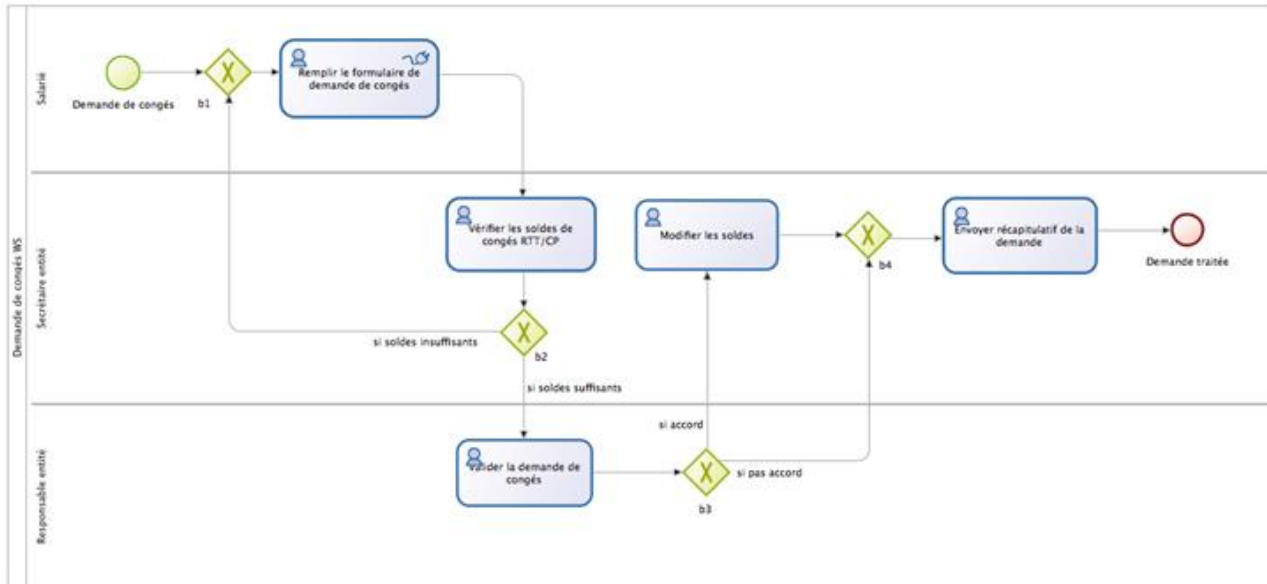 Demande de congés WS
Salarié
Demande de congés
b1
Remplir le formulaire de
demande de congés
Secrétaire entité
Vérifier les soldes de
congés RTT/CP
Modifier les soldes
b4
Envoyer récapitulatif de la
demande
Demande traitée
si soldes insuffisants
b2
si soldes suffisants
Responsable entité
si accord
Valider la demande de
congés
si pas accord
b3